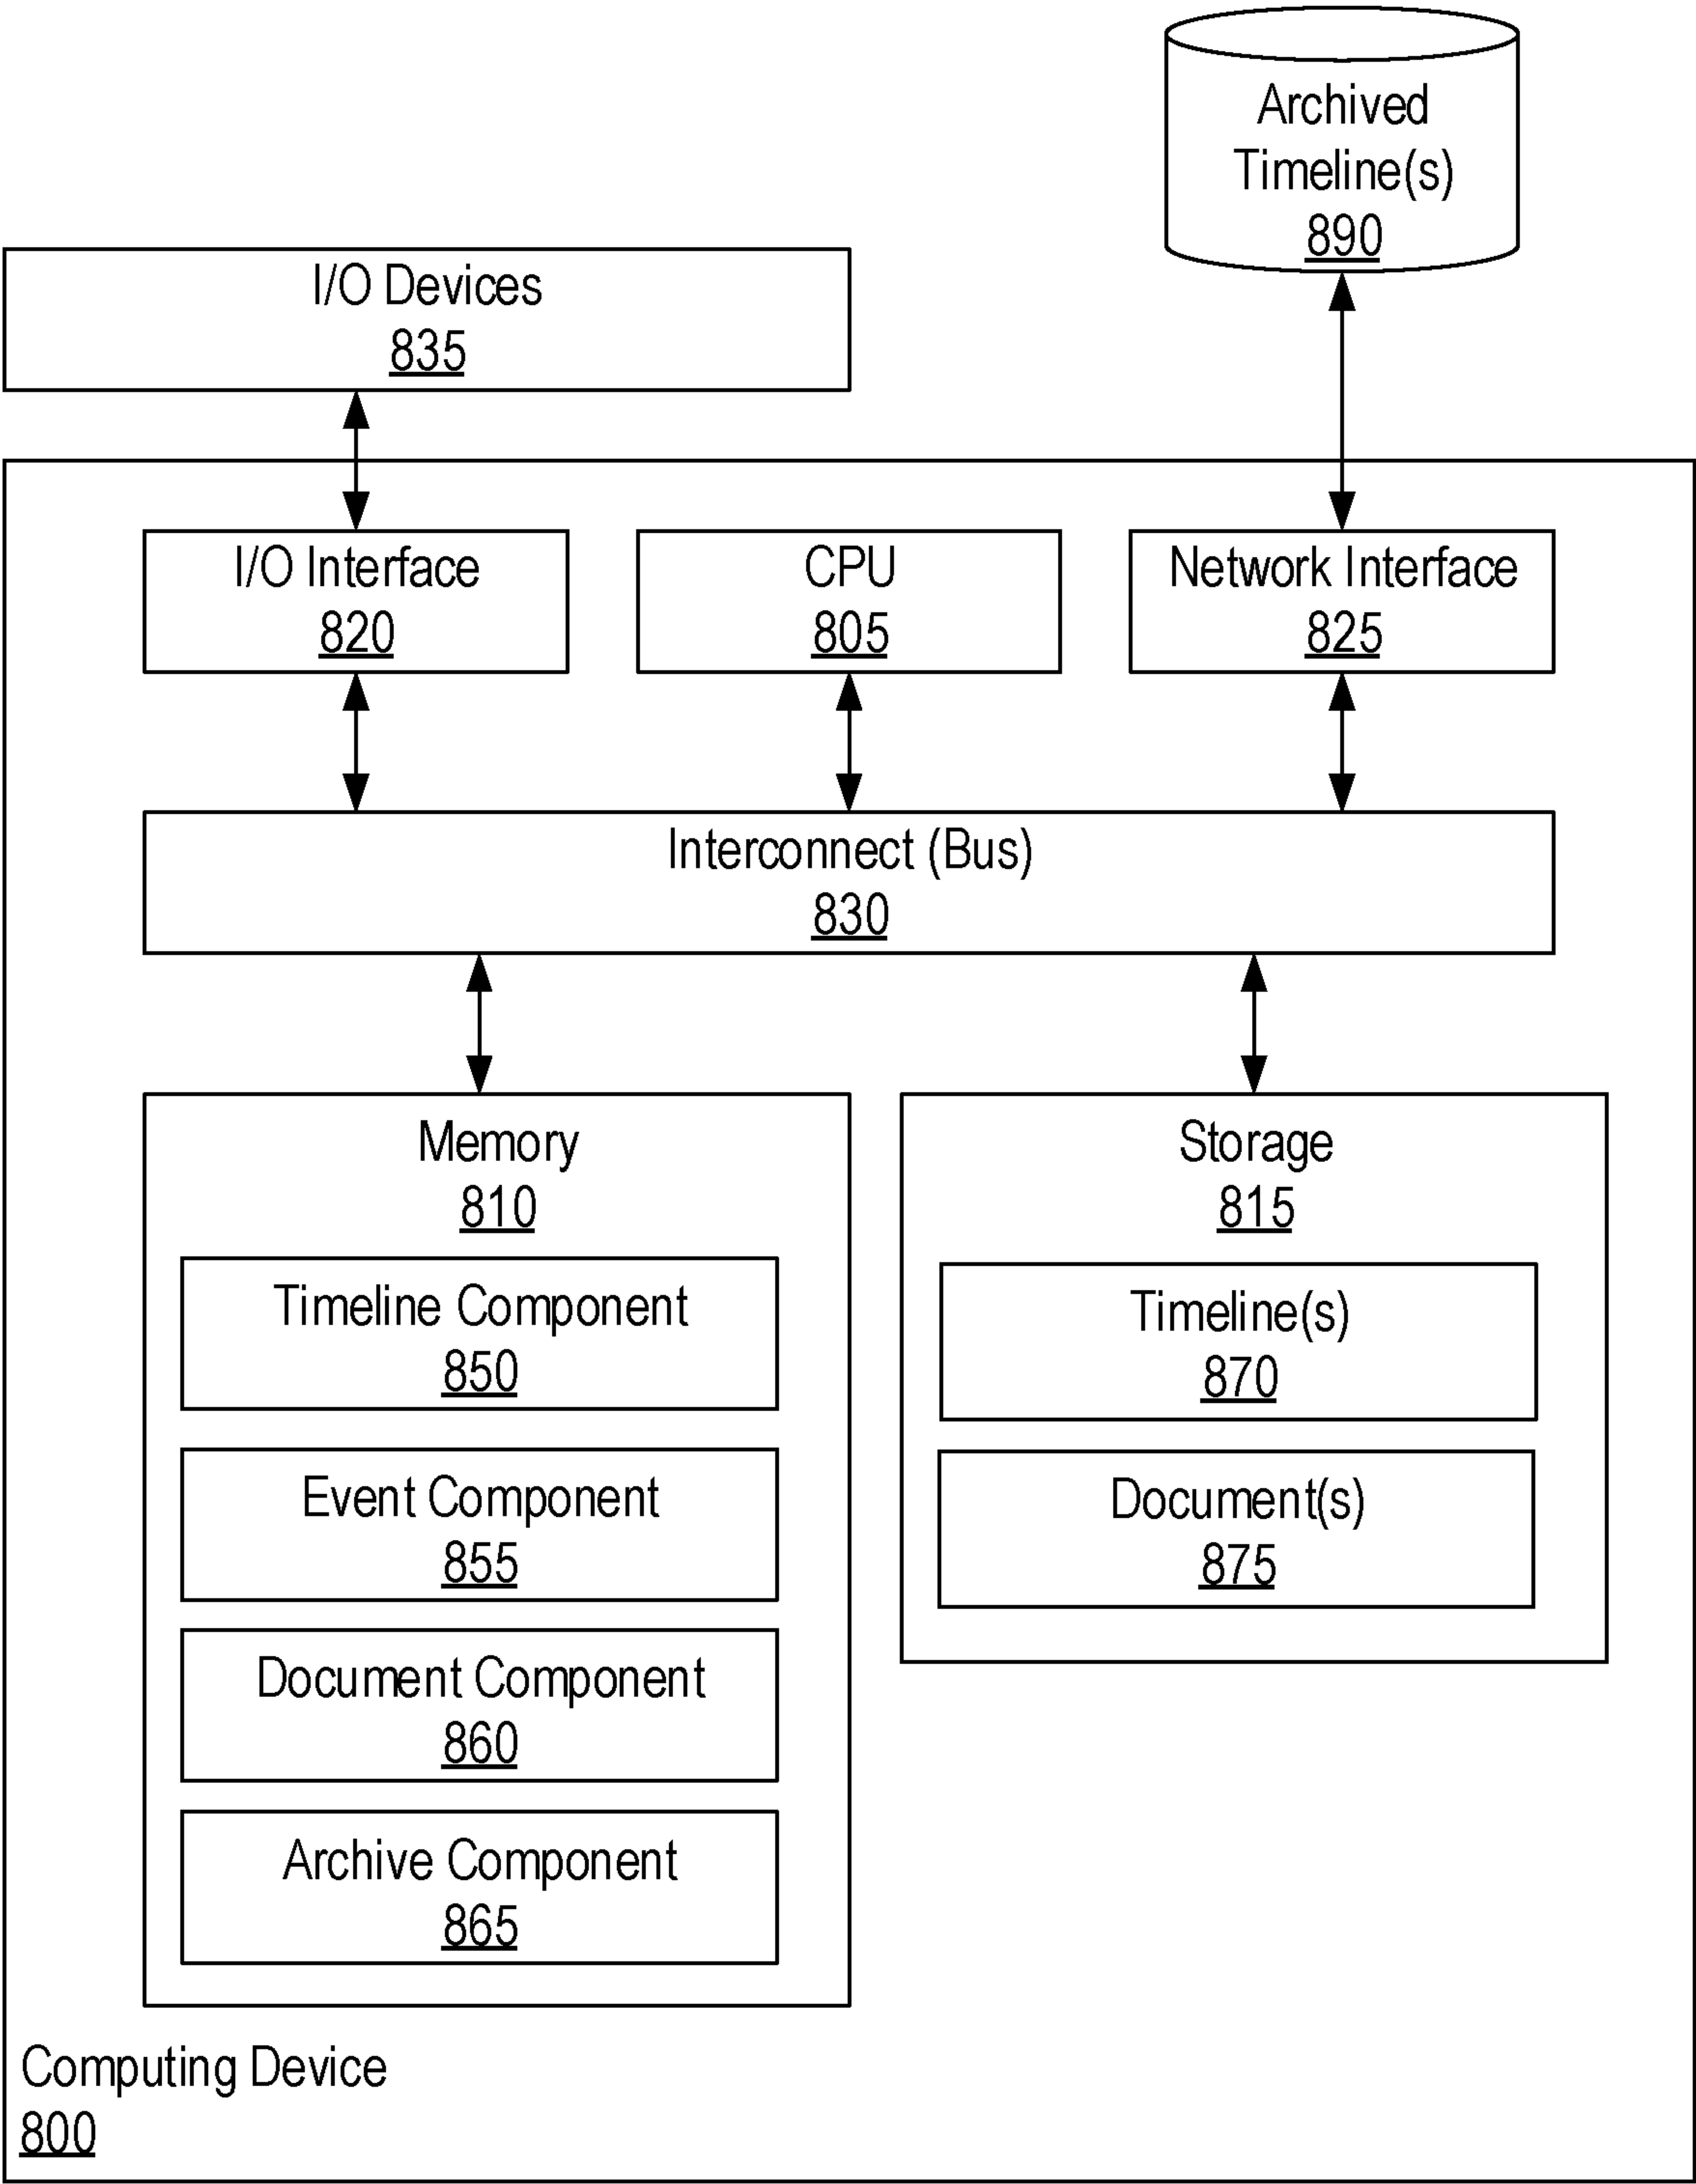 Archived
Timeline(s)
890
I/O Devices
835
I/O Interface
820
CPU
805
Network Interface
825
Interconnect (Bus)
830
Memory
810
Timeline Component
850
Event Component
855
Document Component
860
Archive Component
865
Storage
815
Timeline(s)
870
Document(s)
875
Computing Device
800